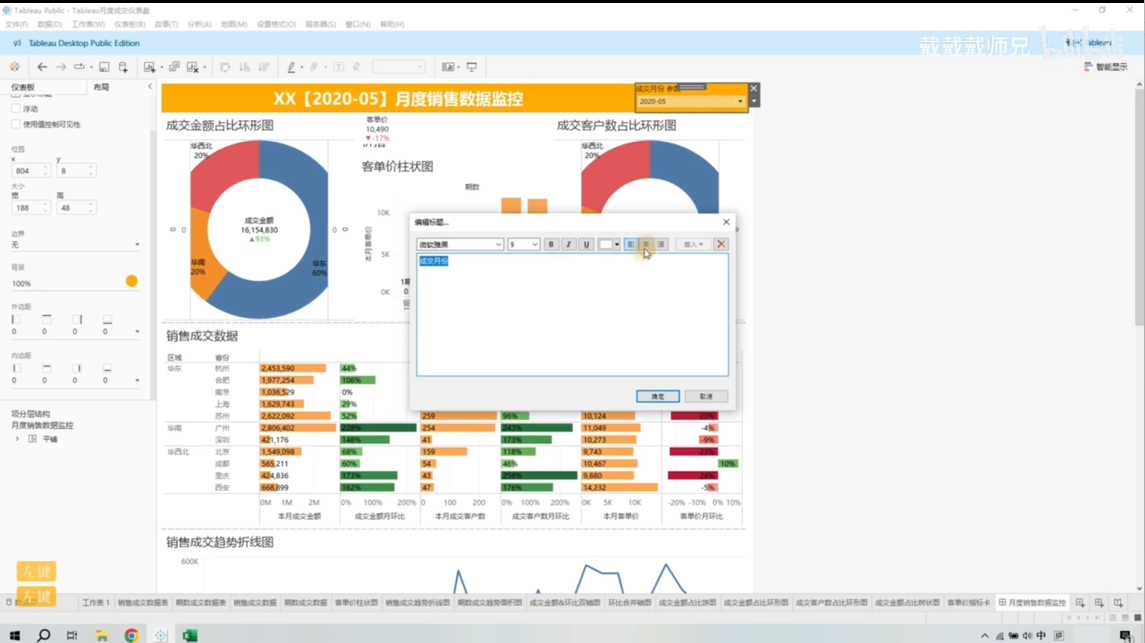 Tableau Public - Tableau月度成交仪表盘
文件(F) 数据(D) 工作表(W) 仪表板(B) 故事(T) 分析(A) 地图(M) 设置格式(O) 服务器(S) 窗口(N) 帮助(H)
Tableau Desktop Public Edition
戴戴戴师兄 bilibili
智能显示
仪表板 布局
浮动
使用值控制可见性
位置
x y
804 8
大小
宽 高
188 48
边界
无
背景
100%
外边距
0 0 0 0
内边距
0 0 0 0
项分层结构
月度销售数据监控
平铺
XX【2020-05】月度销售数据监控
成交月份 参数
2020-05
成交金额占比环形图
华西北
20%
成交金额
16,154,830
▲93%
华南
20%
华东
60%
0 0
客单价
10,490
▼-17%
客单价柱状图
期数
10K
5K
0K
本月客单价
成交客户数占比环形图
华西北
20%
编辑标题...
微软雅黑 9 B I U 插入
成交月份
确定 取消
销售成交数据
区域 省份
华东 杭州 2,453,590 44%
合肥 1,977,254 106%
南京 1,036,529 0%
上海 1,629,743 29%
苏州 2,622,092 52% 259 96% 10,124 -23%
华南 广州 2,806,402 228% 254 243% 11,049 -4%
深圳 421,176 148% 41 173% 10,273 -9%
华西北 北京 1,549,098 68% 159 118% 9,743 -23%
成都 565,211 60% 54 46% 10,467 10%
重庆 424,836 173% 43 258% 9,880 -24%
西安 668,899 162% 47 176% 14,232 -5%
0M 1M 2M 0% 100% 200% 0 100 200 0% 100% 200% 0K 5K 10K -20% -10% 0% 10%
本月成交金额 成交金额月环比 本月成交客户数 成交客户数月环比 本月客单价 客单价月环比
销售成交趋势折线图
600K
左键
左键
工作表 1 销售成交数据表 期数成交数据表 销售成交数据 期数成交数据 客单价柱状图 销售成交趋势折线图 期数成交趋势面积图 成交金额&环比双轴图 环比合并轴图 成交金额占比饼图 成交金额占比环形图 成交客户数占比环形图 成交金额占比树状图 客单价指标卡 月度销售数据监控
中 拼